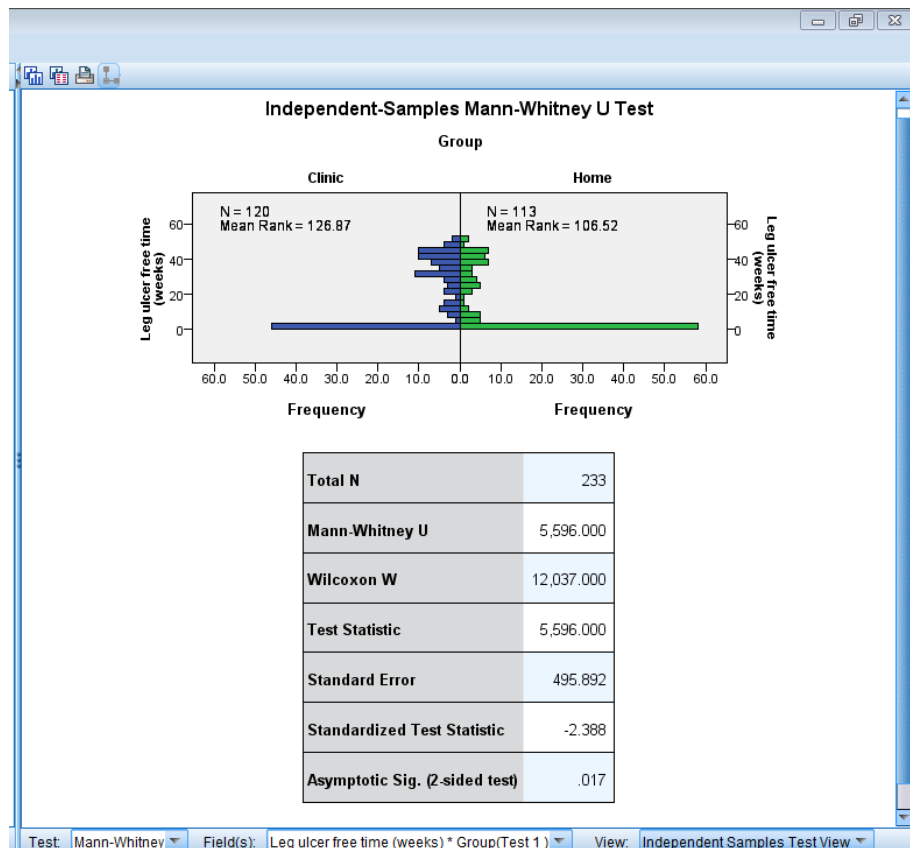 Independent-Samples Mann-Whitney U Test
Group
Clinic Home
N = 120
Mean Rank = 126.87
N = 113
Mean Rank = 106.52
Leg ulcer free time
(weeks)
60
40
20
0
60
40
20
0
Leg ulcer free time
(weeks)
60.0 50.0 40.0 30.0 20.0 10.0 0.0 10.0 20.0 30.0 40.0 50.0 60.0
Frequency Frequency
Total N 233
Mann-Whitney U 5,596.000
Wilcoxon W 12,037.000
Test Statistic 5,596.000
Standard Error 495.892
Standardized Test Statistic -2.388
Asymptotic Sig. (2-sided test) .017
Test: Mann-Whitney Field(s): Leg ulcer free time (weeks) * Group(Test 1 ) View: Independent Samples Test View